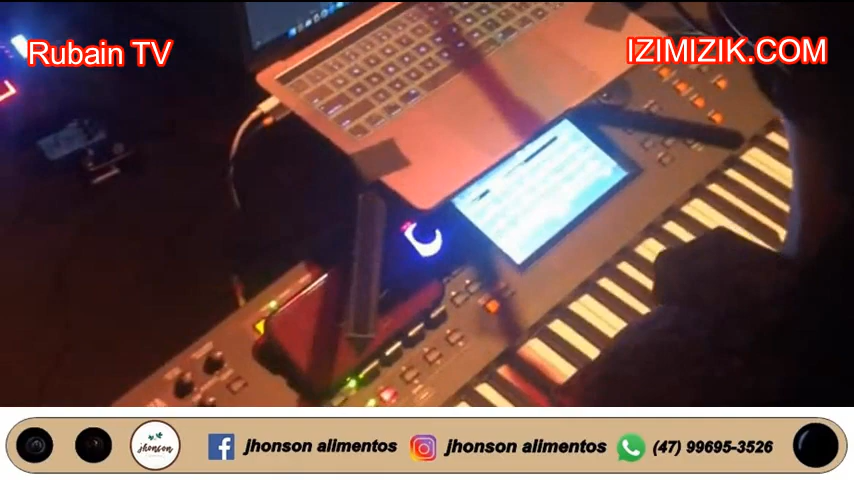 Rubain TV
IZIMIZIK.COM
jhonson
jhonson alimentos
jhonson alimentos
(47) 99695-3526